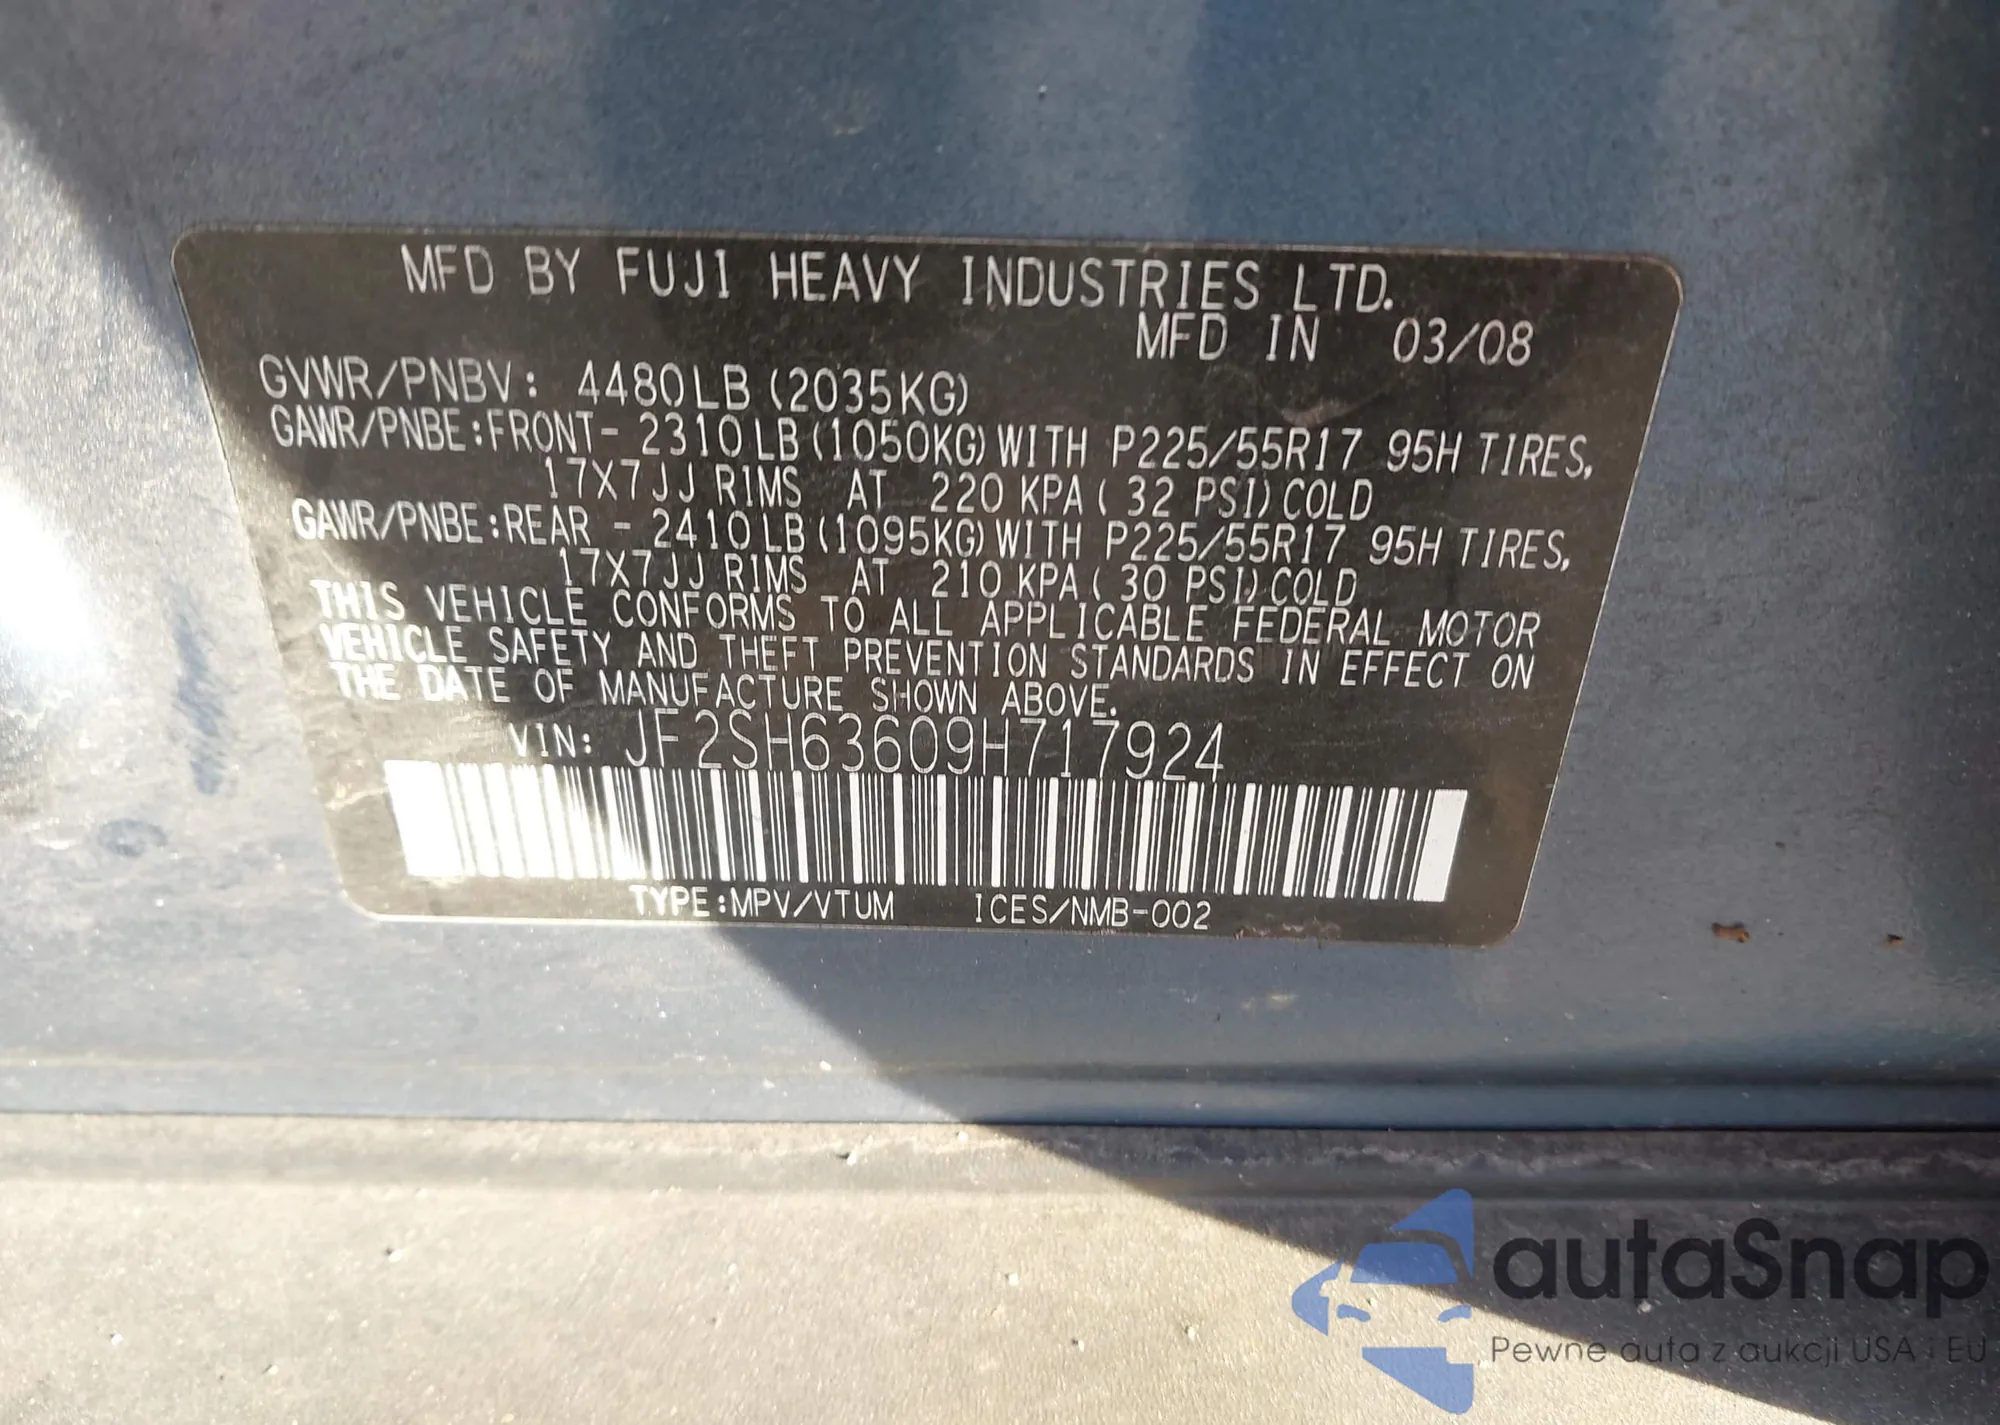 MFD BY FUJI HEAVY INDUSTRIES LTD.
MFD IN 03/08
GVWR/PNBV: 4480LB (2035KG)
GAWR/PNBE:FRONT- 2310LB (1050KG) WITH P225/55R17 95H TIRES,
17X7JJ RIMS AT 220 KPA ( 32 PSI) COLD
GAWR/PNBE:REAR - 2410LB (1095KG) WITH P225/55R17 95H TIRES,
17X7JJ RIMS AT 210 KPA ( 30 PSI) COLD
THIS VEHICLE CONFORMS TO ALL APPLICABLE FEDERAL MOTOR
VEHICLE SAFETY AND THEFT PREVENTION STANDARDS IN EFFECT ON
THE DATE OF MANUFACTURE SHOWN ABOVE.
VIN: JF2SH63609H717924
TYPE:MPV/VTUM ICES/NMB-002
autaSnap
Pewne auta z aukcji USA i EU